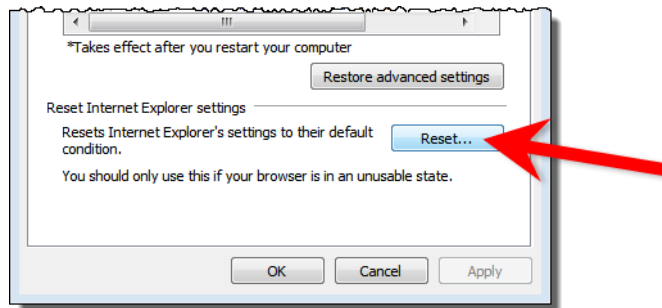 *Takes effect after you restart your computer
Restore advanced settings
Reset Internet Explorer settings
Resets Internet Explorer's settings to their default
condition.
Reset...
You should only use this if your browser is in an unusable state.
OK Cancel Apply